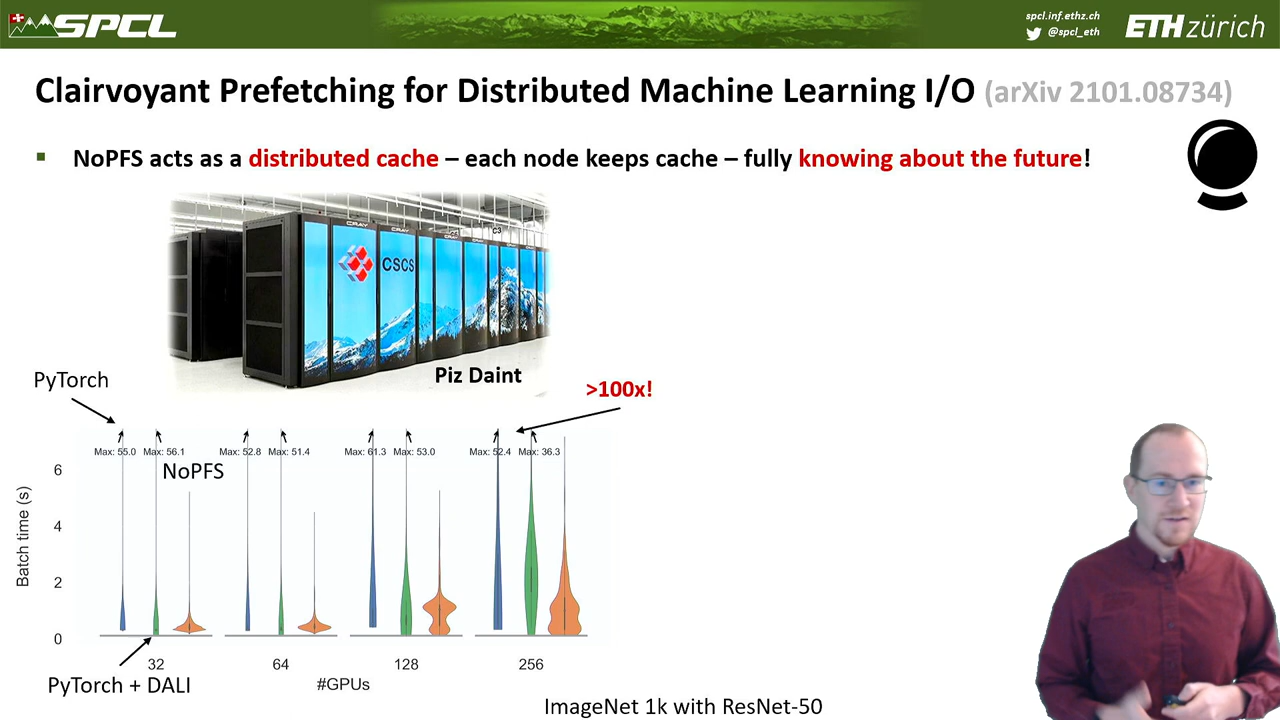 SPCL
spcl.inf.ethz.ch
@spcl_eth
ETH zürich
Clairvoyant Prefetching for Distributed Machine Learning I/O (arXiv 2101.08734)
NoPFS acts as a distributed cache – each node keeps cache – fully knowing about the future!
CRAY CRAY
CSCS
Piz Daint
PyTorch
>100x!
Max: 55.0 Max: 56.1 Max: 52.8 Max: 51.4 Max: 61.3 Max: 53.0 Max: 52.4 Max: 36.3
NoPFS
6
4
2
0
Batch time (s)
32 64 128 256
PyTorch + DALI
#GPUs
ImageNet 1k with ResNet-50